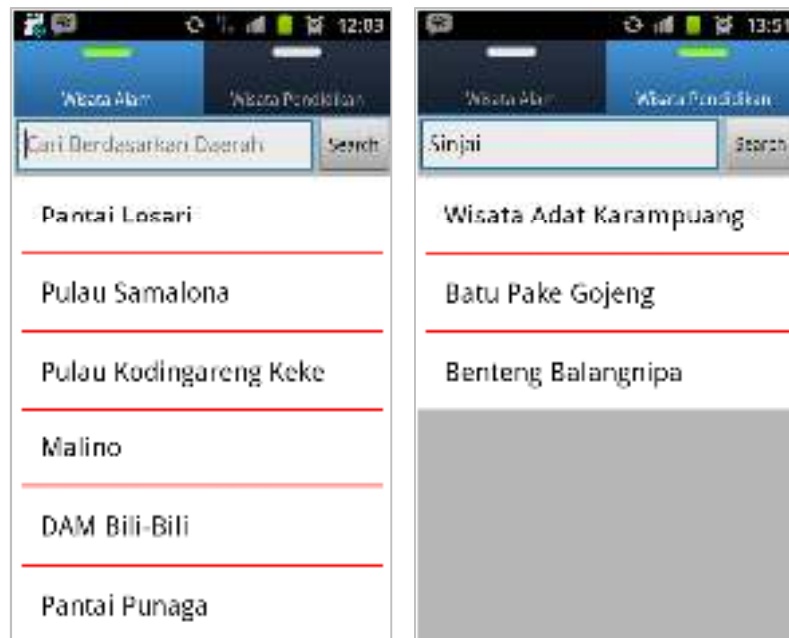 12:03
Wisata Alam Wisata Pendidikan
Cari Berdasarkan Daerah Search
Pantai Losari
Pulau Samalona
Pulau Kodingareng Keke
Malino
DAM Bili-Bili
Pantai Punaga
13:51
Wisata Alam Wisata Pendidikan
Sinjai Search
Wisata Adat Karampuang
Batu Pake Gojeng
Benteng Balangnipa